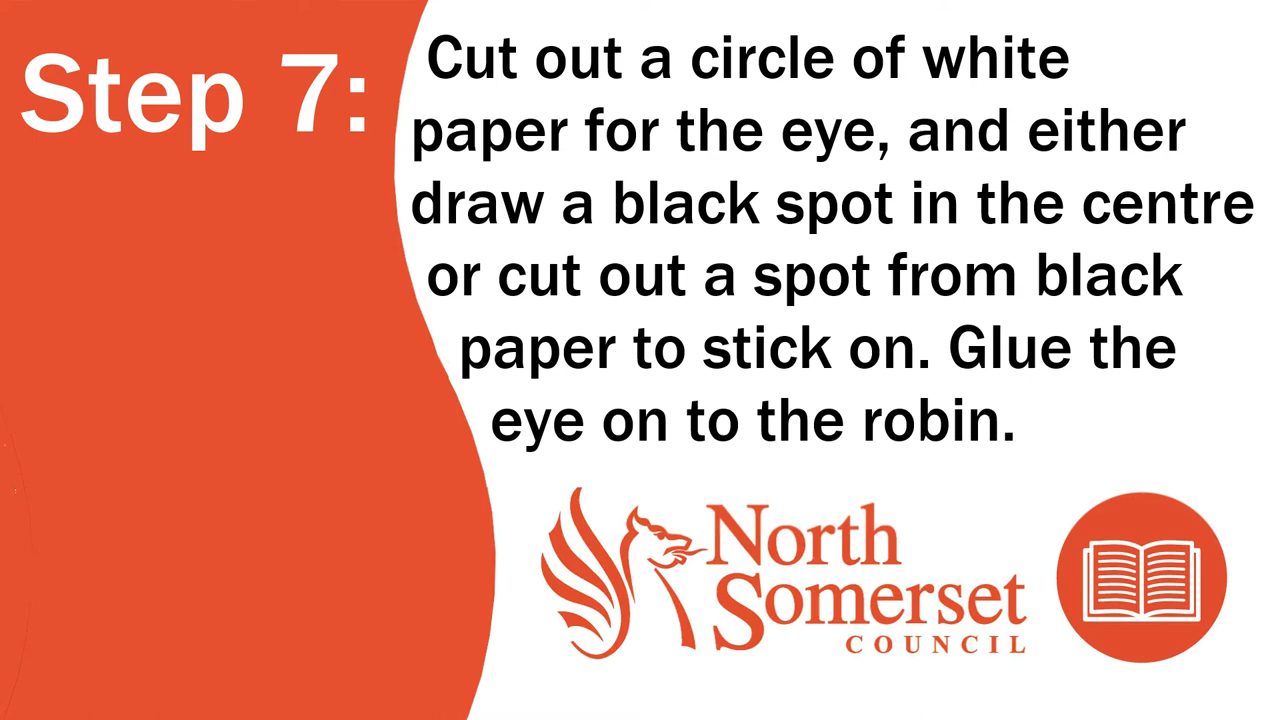 Step 7:
Cut out a circle of white
paper for the eye, and either
draw a black spot in the centre
or cut out a spot from black
paper to stick on. Glue the
eye on to the robin.
North
Somerset
COUNCIL